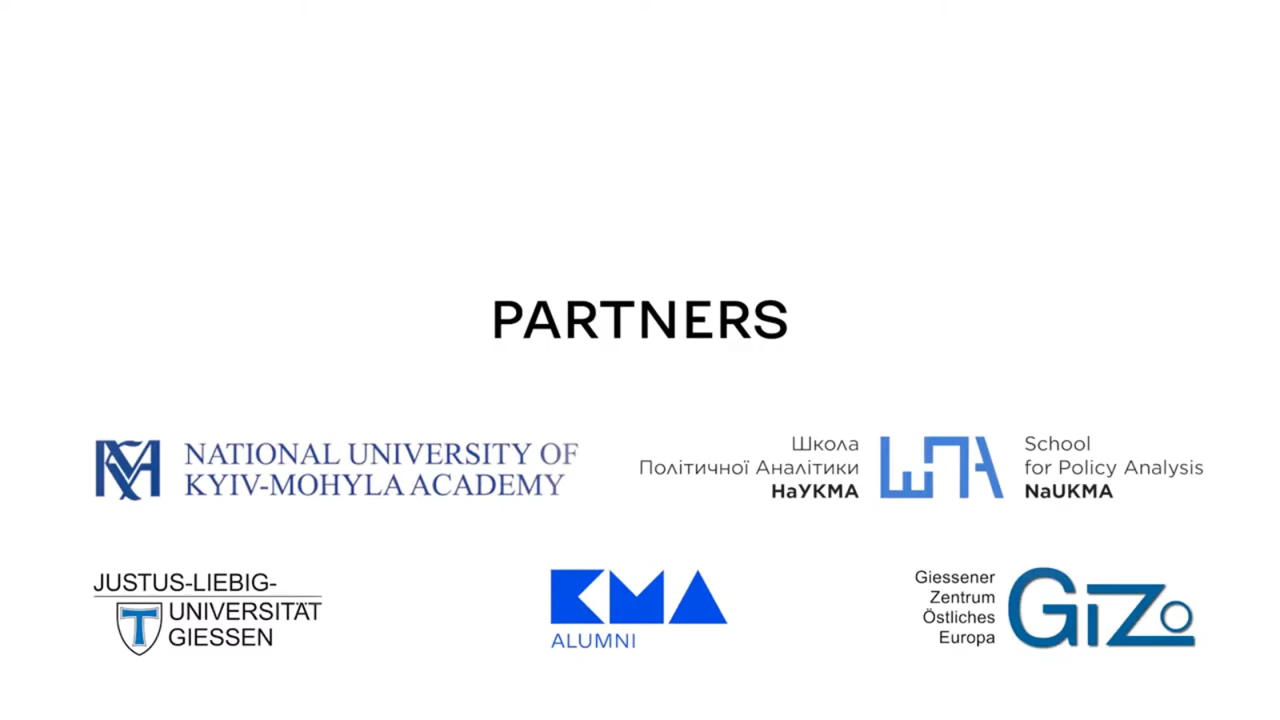 PARTNERS
NATIONAL UNIVERSITY OF
KYIV-MOHYLA ACADEMY
Школа
Політичної Аналітики
НаУКМА
ШПА
School
for Policy Analysis
NaUKMA
JUSTUS-LIEBIG-
UNIVERSITÄT
GIESSEN
KMA
ALUMNI
Giessener
Zentrum
Östliches
Europa
GiZo